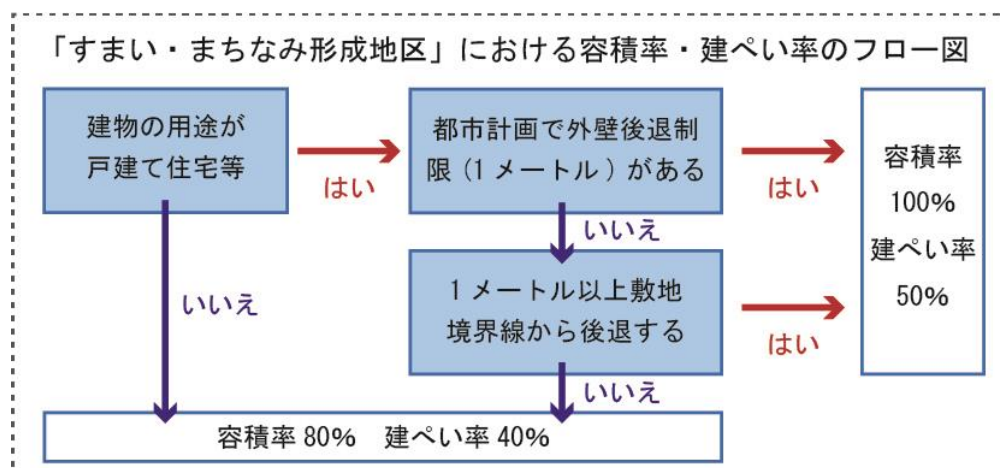 「すまい・まちなみ形成地区」における容積率・建ぺい率のフロー図
建物の用途が
戸建て住宅等
はい
都市計画で外壁後退制
限(1メートル)がある
はい
容積率
100%
建ぺい率
50%
いいえ
いいえ
1メートル以上敷地
境界線から後退する
はい
いいえ
容積率80% 建ぺい率40%